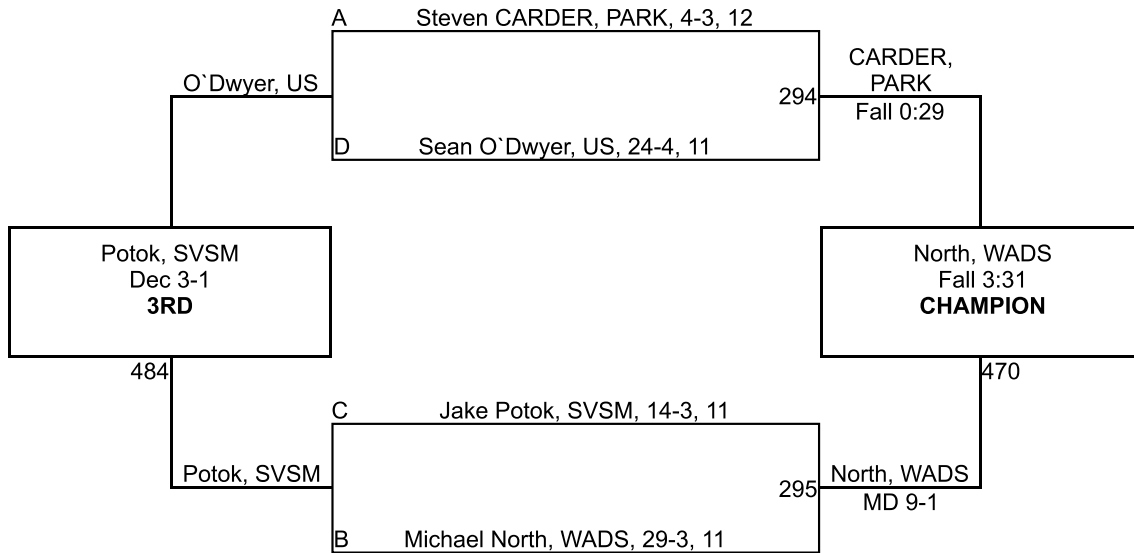 A Steven CARDER, PARK, 4-3, 12
CARDER,
PARK
O`Dwyer, US
294
Fall 0:29
D Sean O`Dwyer, US, 24-4, 11
Potok, SVSM
Dec 3-1
3RD
North, WADS
Fall 3:31
CHAMPION
484
470
C Jake Potok, SVSM, 14-3, 11
Potok, SVSM
295
North, WADS
MD 9-1
B Michael North, WADS, 29-3, 11